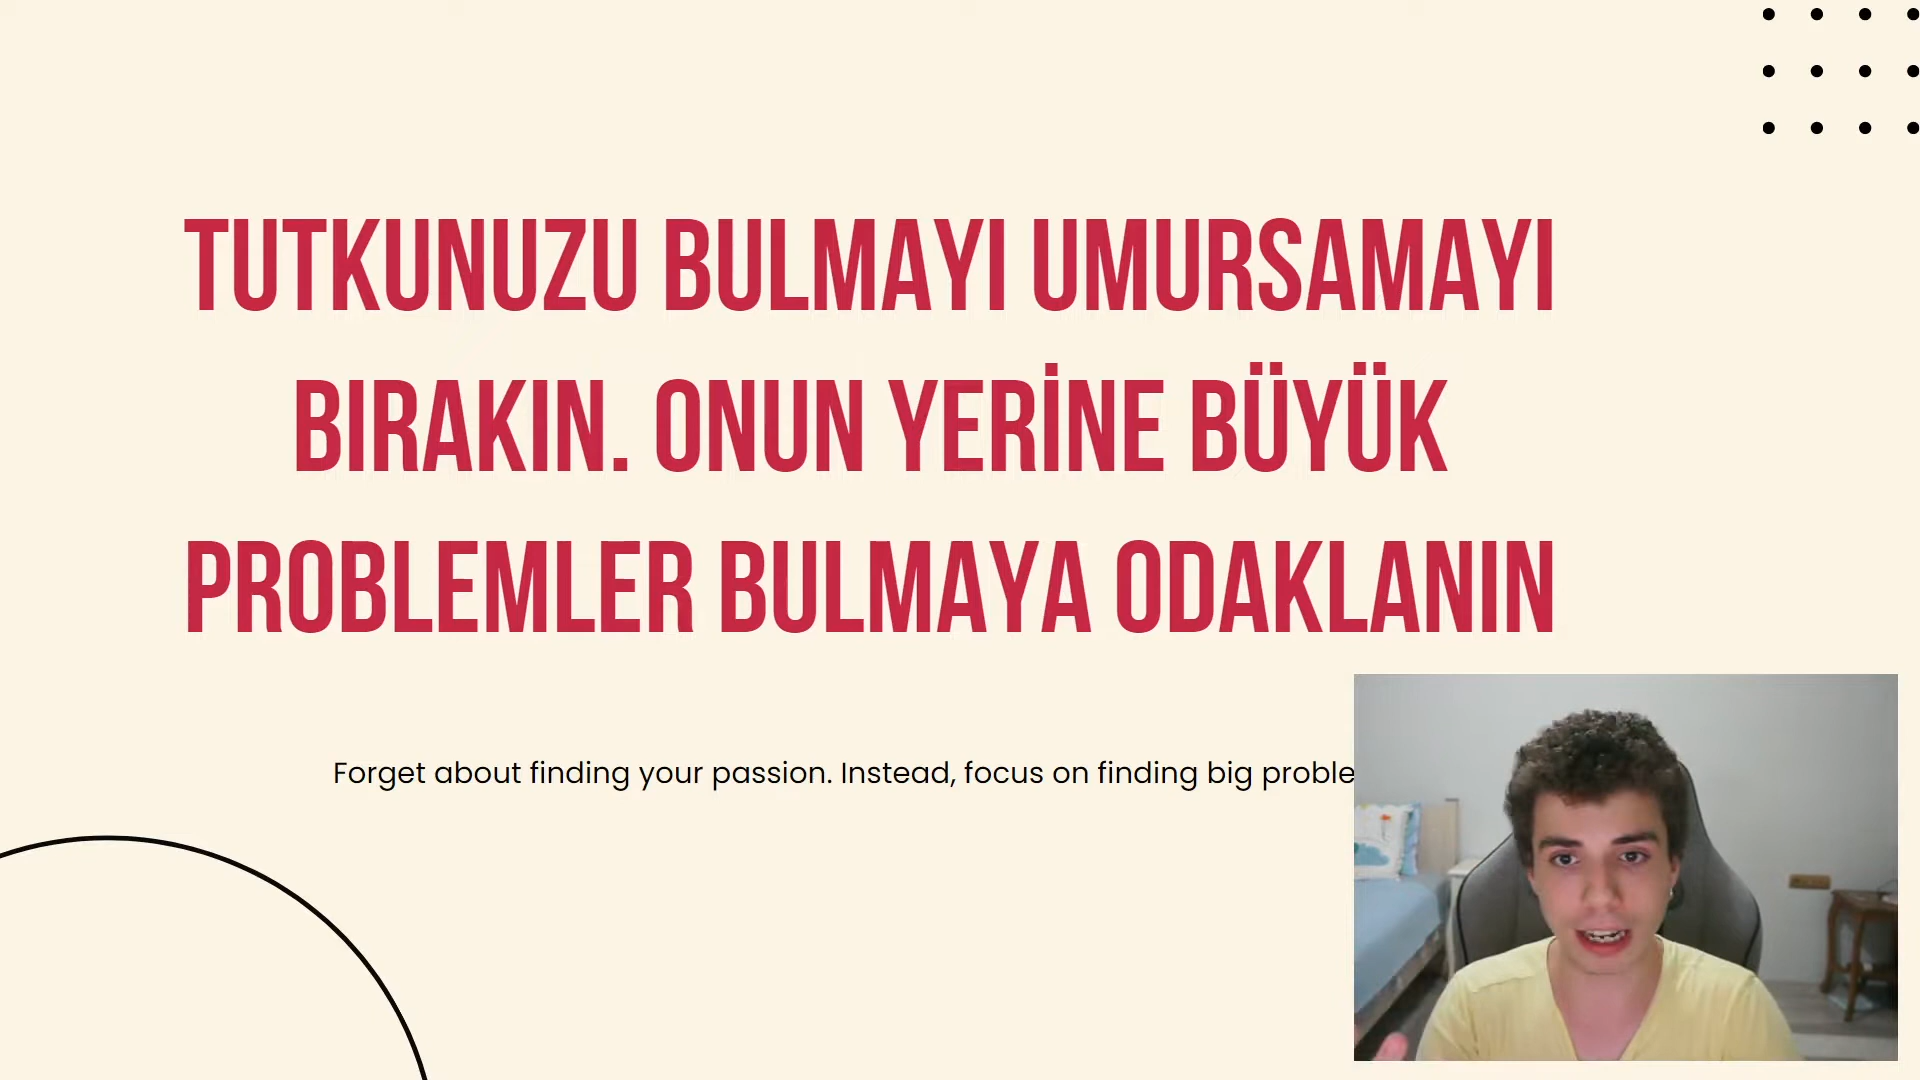 TUTKUNUZU BULMAYI UMURSAMAYI
BIRAKIN. ONUN YERİNE BÜYÜK
PROBLEMLER BULMAYA ODAKLANIN
Forget about finding your passion. Instead, focus on finding big proble